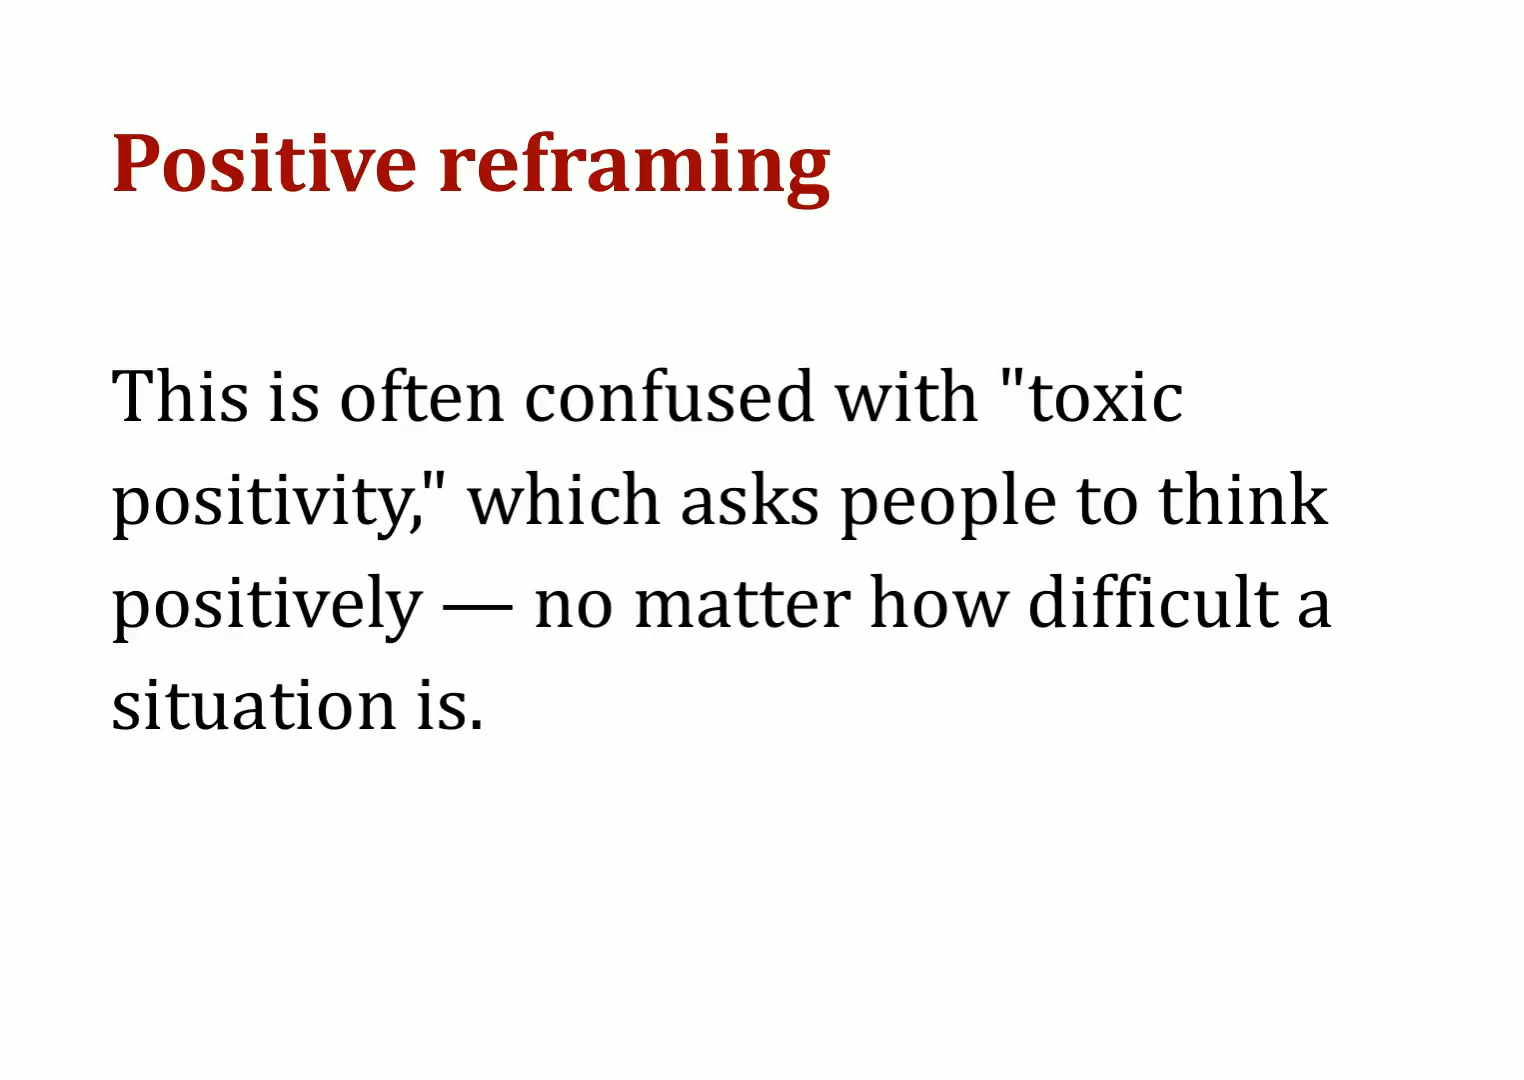 Positive reframing
This is often confused with "toxic
positivity," which asks people to think
positively — no matter how difficult a
situation is.